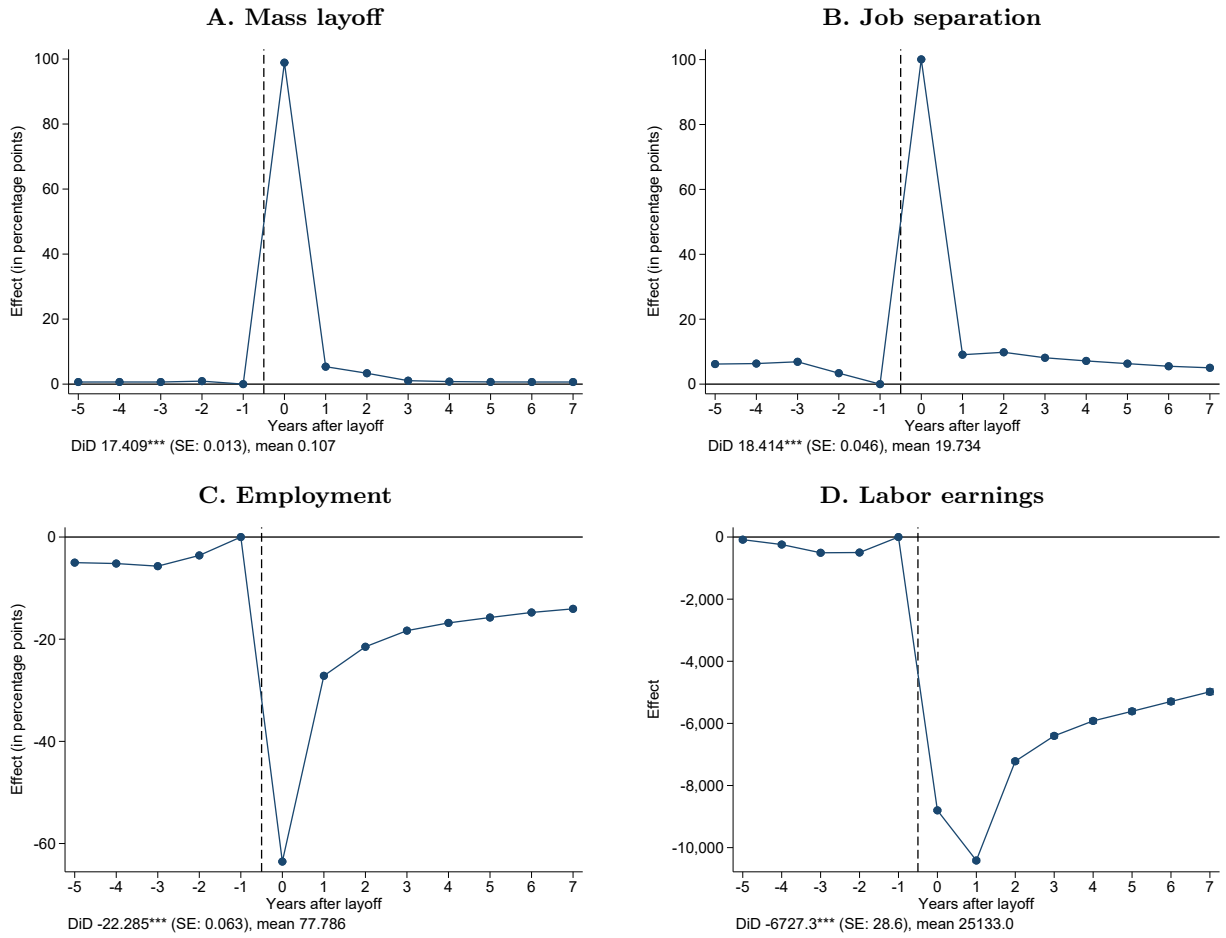 A. Mass layoff
Effect (in percentage points)
100
80
60
40
20
0
-5 -4 -3 -2 -1 0 1 2 3 4 5 6 7
Years after layoff
DiD 17.409*** (SE: 0.013), mean 0.107
B. Job separation
Effect (in percentage points)
100
80
60
40
20
0
-5 -4 -3 -2 -1 0 1 2 3 4 5 6 7
Years after layoff
DiD 18.414*** (SE: 0.046), mean 19.734
C. Employment
Effect (in percentage points)
0
-20
-40
-60
-5 -4 -3 -2 -1 0 1 2 3 4 5 6 7
Years after layoff
DiD -22.285*** (SE: 0.063), mean 77.786
D. Labor earnings
Effect
0
-2,000
-4,000
-6,000
-8,000
-10,000
-5 -4 -3 -2 -1 0 1 2 3 4 5 6 7
Years after layoff
DiD -6727.3*** (SE: 28.6), mean 25133.0